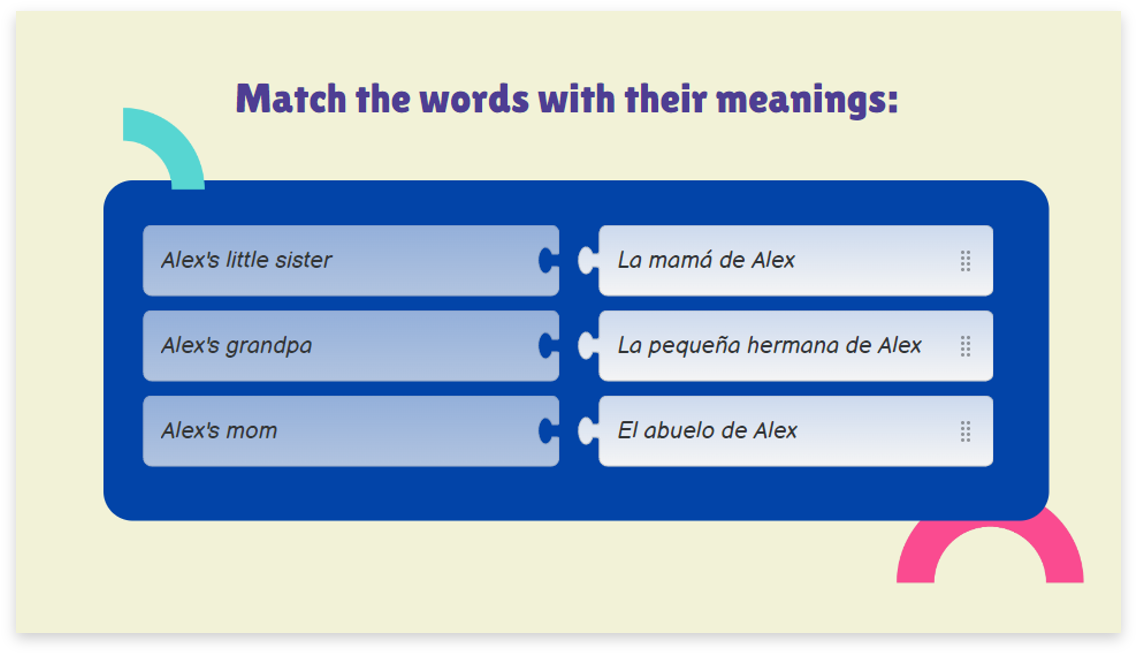 Match the words with their meanings:
Alex's little sister
La mamá de Alex
Alex's grandpa
La pequeña hermana de Alex
Alex's mom
El abuelo de Alex